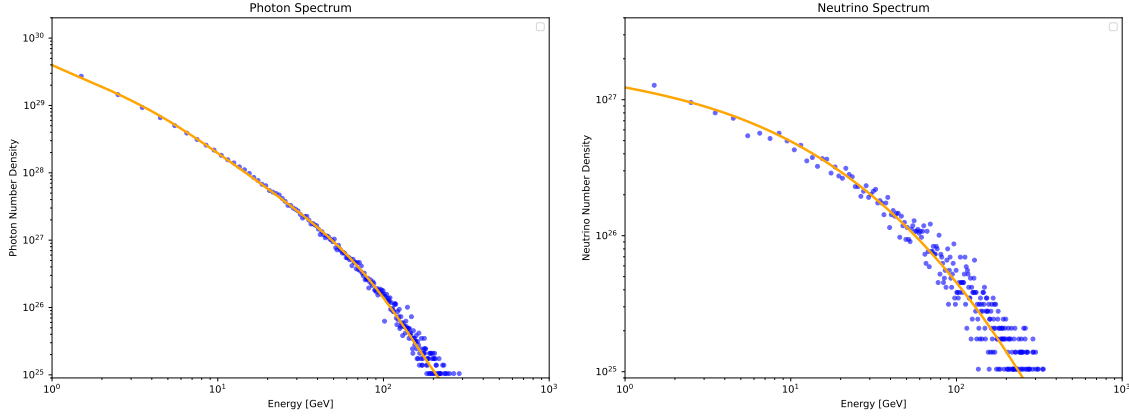 Photon Spectrum
Photon Number Density
10^30
10^29
10^28
10^27
10^26
10^25
10^0
10^1
10^2
10^3
Energy [GeV]
Neutrino Spectrum
Neutrino Number Density
10^27
10^26
10^25
10^0
10^1
10^2
10^3
Energy [GeV]